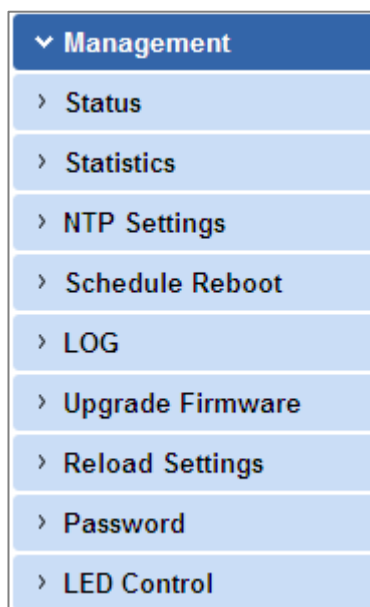 Management
Status
Statistics
NTP Settings
Schedule Reboot
LOG
Upgrade Firmware
Reload Settings
Password
LED Control